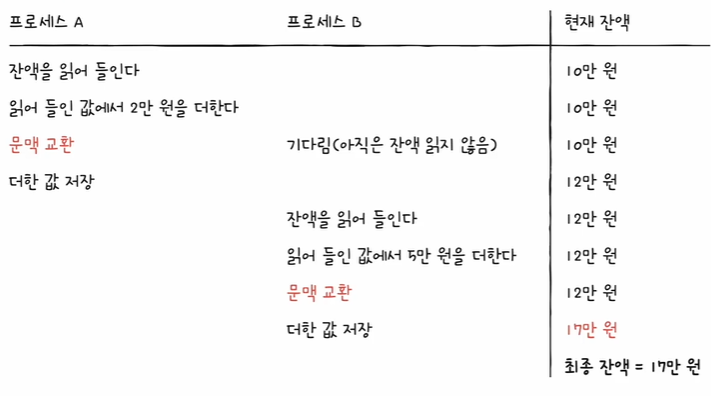 프로세스 A 프로세스 B 현재 잔액
잔액을 읽어 들인다 10만 원
읽어 들인 값에서 2만 원을 더한다 10만 원
문맥 교환 기다림(아직은 잔액 읽지 않음) 10만 원
더한 값 저장 12만 원
잔액을 읽어 들인다 12만 원
읽어 들인 값에서 5만 원을 더한다 12만 원
문맥 교환 12만 원
더한 값 저장 17만 원
최종 잔액 = 17만 원